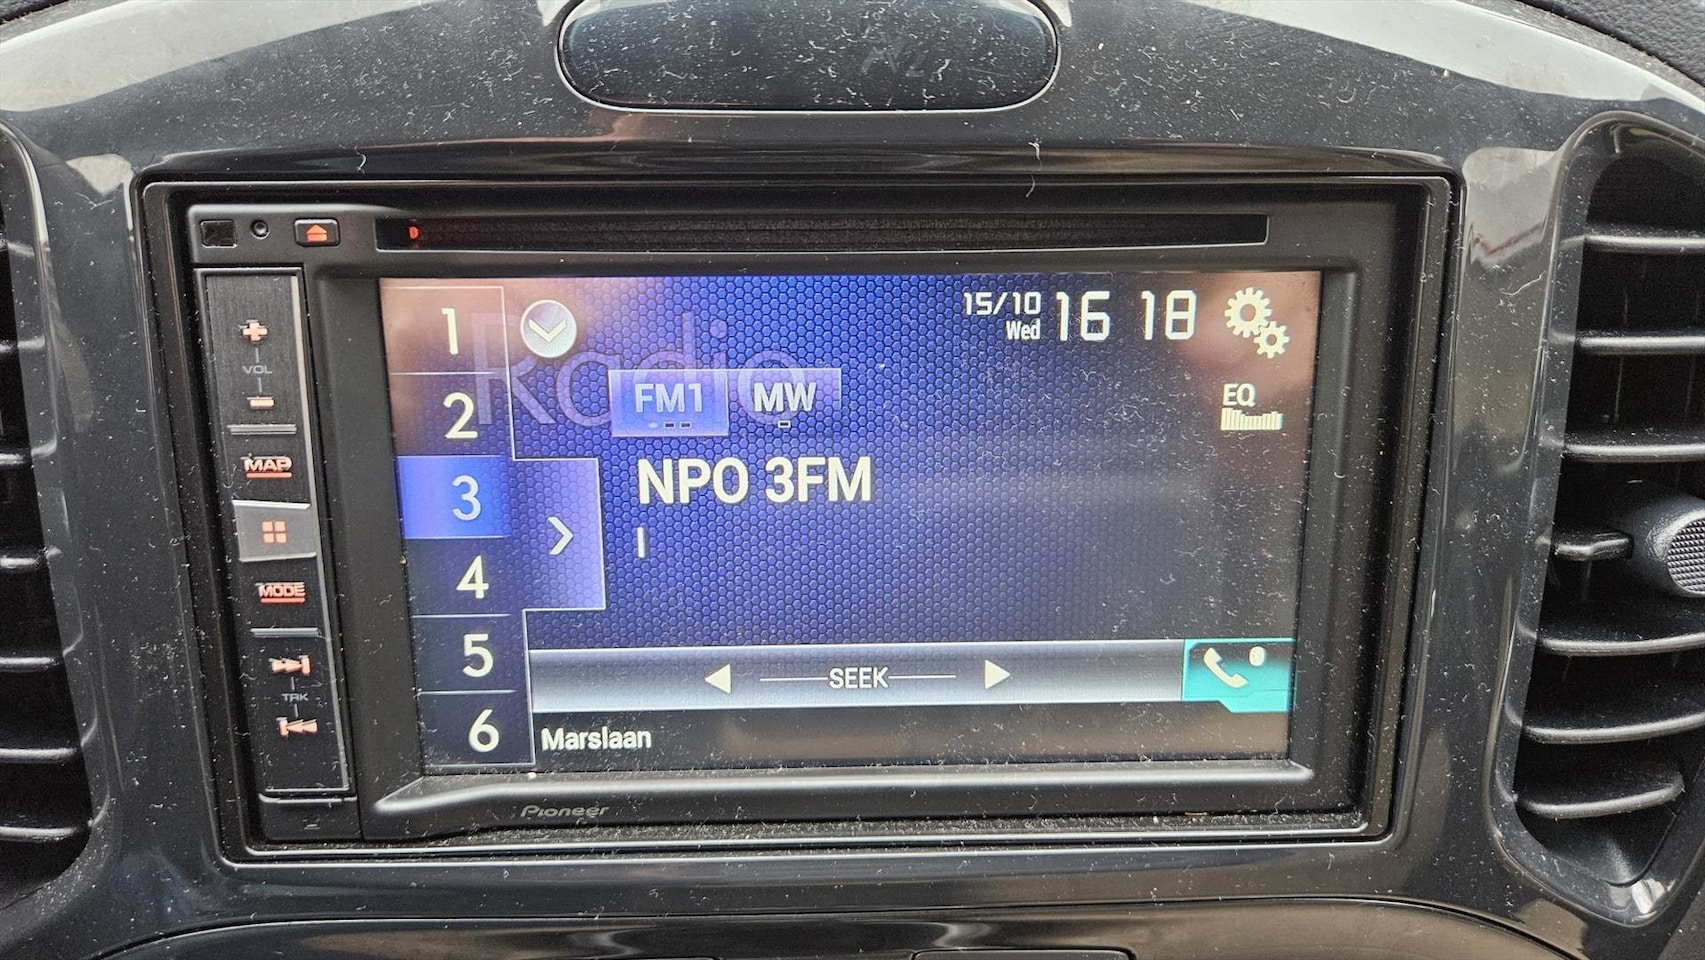 15/10
Wed
16 18
Radio
1
2
3
4
5
6
FM1
MW
EQ
NPO 3FM
SEEK
Marslaan
VOL
MAP
MODE
TRK
Pioneer